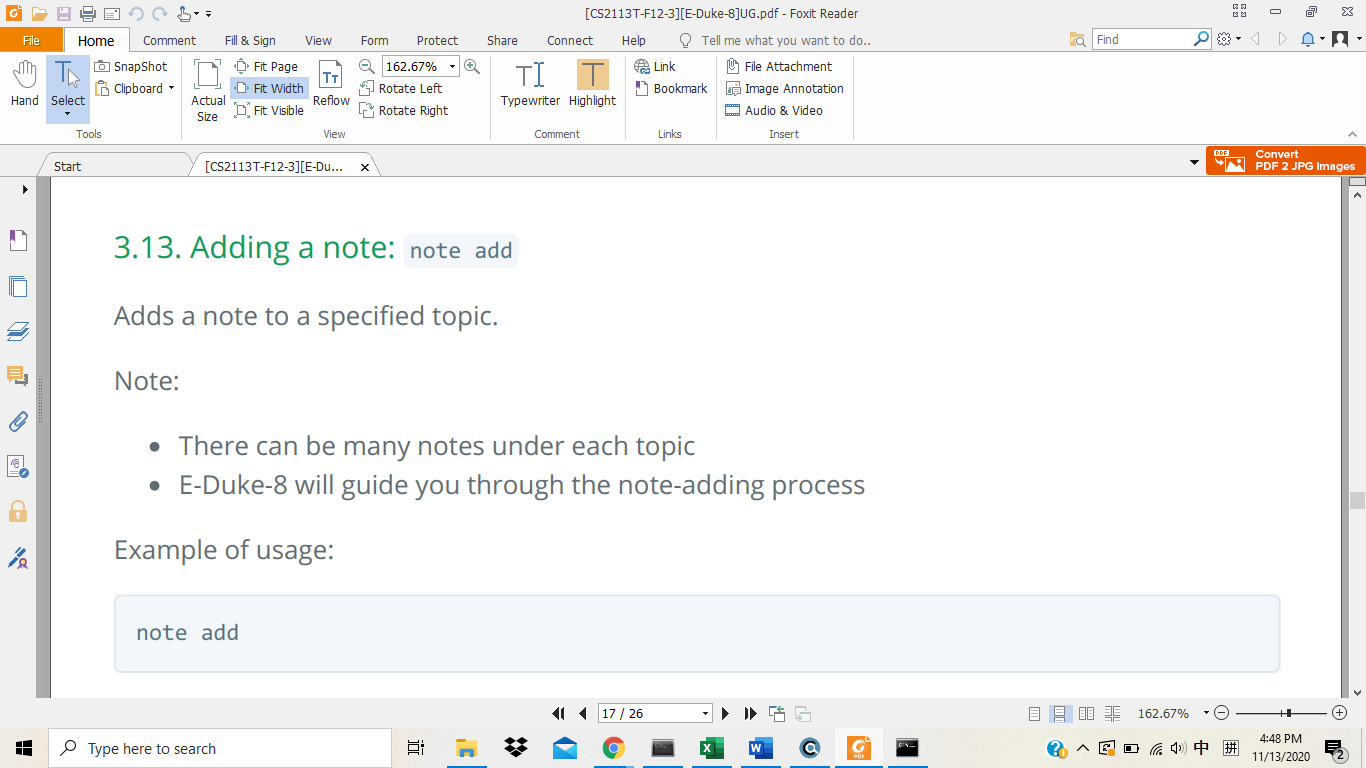 [CS2113T-F12-3][E-Duke-8]UG.pdf - Foxit Reader
File Home Comment Fill & Sign View Form Protect Share Connect Help Tell me what you want to do.. Find
Hand
Select
SnapShot
Clipboard
Tools
Actual Size
Fit Page
Fit Width
Fit Visible
Reflow
162.67%
Rotate Left
Rotate Right
View
Typewriter
Highlight
Comment
Link
Bookmark
Links
File Attachment
Image Annotation
Audio & Video
Insert
Start
[CS2113T-F12-3][E-Du...
Convert
PDF 2 JPG Images
3.13. Adding a note: note add
Adds a note to a specified topic.
Note:
There can be many notes under each topic
E-Duke-8 will guide you through the note-adding process
Example of usage:
note add
17 / 26
162.67%
Type here to search
中
拼
4:48 PM
11/13/2020
2